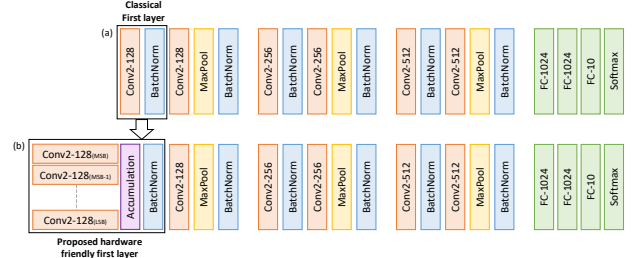 Classical
First layer
(a)
Conv2-128
BatchNorm
Conv2-128
MaxPool
BatchNorm
Conv2-256
BatchNorm
Conv2-256
MaxPool
BatchNorm
Conv2-512
BatchNorm
Conv2-512
MaxPool
BatchNorm
FC-1024
FC-1024
FC-10
Softmax
(b)
Conv2-128(MSB)
Conv2-128(MSB-1)
Conv2-128(LSB)
Accumulation
BatchNorm
Conv2-128
MaxPool
BatchNorm
Conv2-256
BatchNorm
Conv2-256
MaxPool
BatchNorm
Conv2-512
BatchNorm
Conv2-512
MaxPool
BatchNorm
FC-1024
FC-1024
FC-10
Softmax
Proposed hardware
friendly first layer